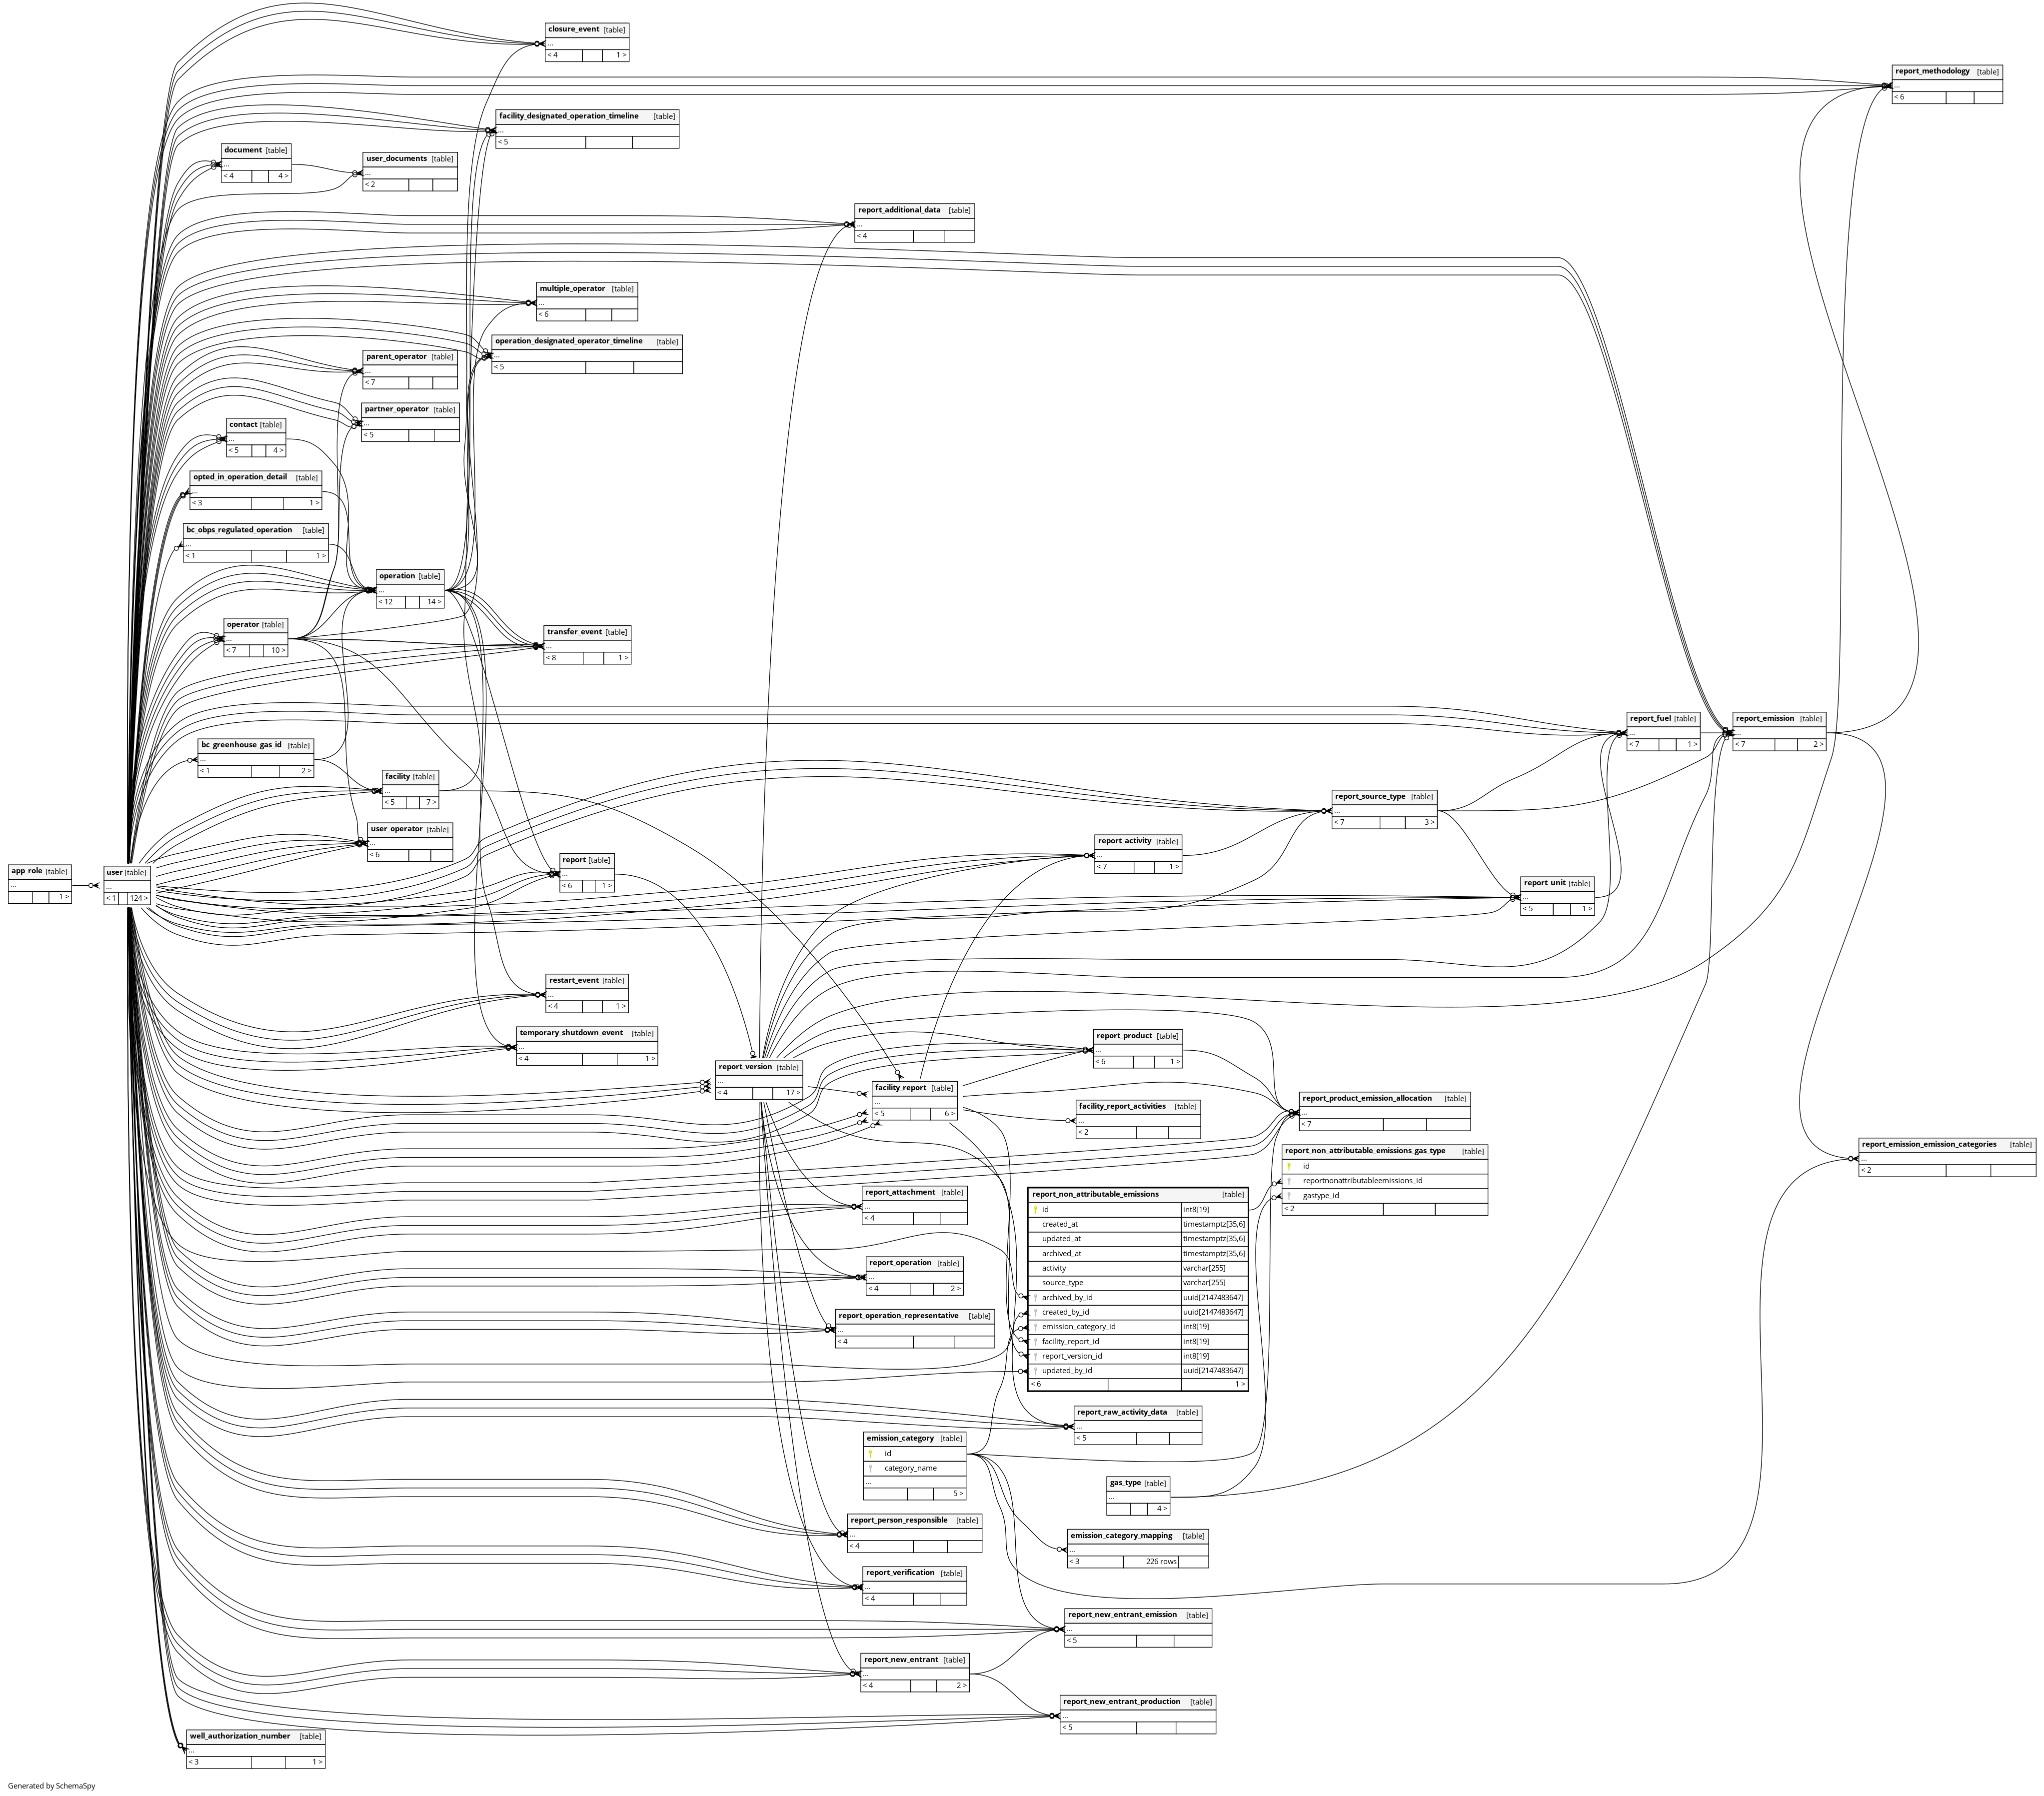 closure_event [table]
...
< 4 1 >
report_methodology [table]
...
< 6
facility_designated_operation_timeline [table]
...
< 5
document [table]
...
< 4 4 >
user_documents [table]
...
< 2
report_additional_data [table]
...
< 4
multiple_operator [table]
...
< 6
operation_designated_operator_timeline [table]
...
< 5
parent_operator [table]
...
< 7
partner_operator [table]
...
< 5
contact [table]
...
< 5 4 >
opted_in_operation_detail [table]
...
< 3 1 >
bc_obps_regulated_operation [table]
...
< 1 1 >
operation [table]
...
< 12 14 >
operator [table]
...
< 7 10 >
transfer_event [table]
...
< 8 1 >
report_fuel [table]
...
< 7 1 >
report_emission [table]
...
< 7 2 >
bc_greenhouse_gas_id [table]
...
< 1 2 >
facility [table]
...
< 5 7 >
report_source_type [table]
...
< 7 3 >
user_operator [table]
...
< 6
report_activity [table]
...
< 7 1 >
report [table]
...
< 6 1 >
app_role [table]
...
1 >
user [table]
...
< 1 124 >
report_unit [table]
...
< 5 1 >
restart_event [table]
...
< 4 1 >
temporary_shutdown_event [table]
...
< 4 1 >
report_product [table]
...
< 6 1 >
report_version [table]
...
< 4 17 >
facility_report [table]
...
< 5 6 >
report_product_emission_allocation [table]
...
< 7
facility_report_activities [table]
...
< 2
report_emission_emission_categories [table]
...
< 2
report_non_attributable_emissions_gas_type [table]
id
reportnonattributableemissions_id
gastype_id
< 2
report_attachment [table]
...
< 4
report_non_attributable_emissions [table]
id int8[19]
created_at timestamptz[35,6]
updated_at timestamptz[35,6]
archived_at timestamptz[35,6]
activity varchar[255]
source_type varchar[255]
archived_by_id uuid[2147483647]
created_by_id uuid[2147483647]
emission_category_id int8[19]
facility_report_id int8[19]
report_version_id int8[19]
updated_by_id uuid[2147483647]
< 6 1 >
report_operation [table]
...
< 4 2 >
report_operation_representative [table]
...
< 4
report_raw_activity_data [table]
...
< 5
emission_category [table]
id
category_name
...
5 >
gas_type [table]
...
4 >
report_person_responsible [table]
...
< 4
emission_category_mapping [table]
...
< 3 226 rows
report_verification [table]
...
< 4
report_new_entrant_emission [table]
...
< 5
report_new_entrant [table]
...
< 4 2 >
report_new_entrant_production [table]
...
< 5
well_authorization_number [table]
...
< 3 1 >
Generated by SchemaSpy